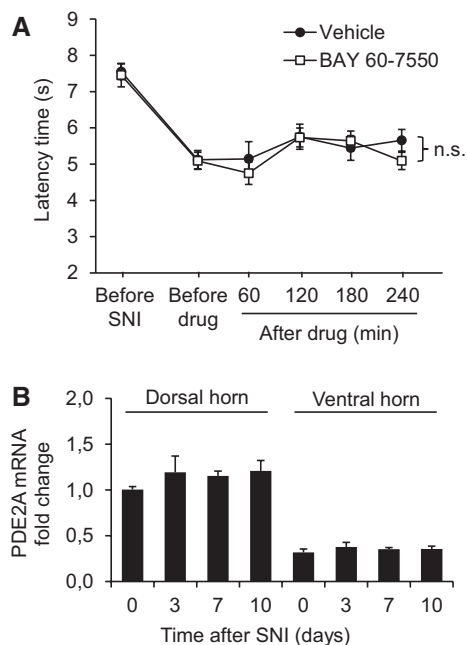 A
Vehicle
BAY 60-7550
Latency time (s)
9
8
7
6
5
4
3
2
n.s.
Before SNI
Before drug
60 120 180 240
After drug (min)
B
Dorsal horn Ventral horn
PDE2A mRNA
fold change
2,0
1,5
1,0
0,5
0,0
0 3 7 10 0 3 7 10
Time after SNI (days)